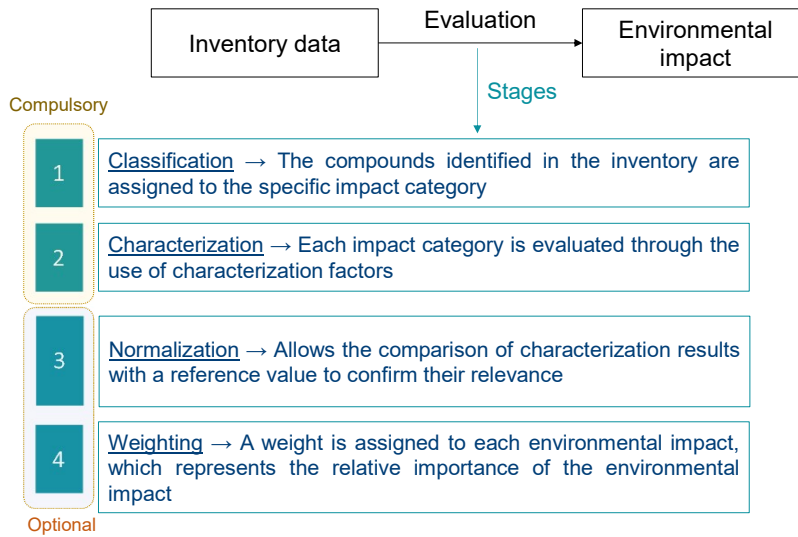 Inventory data
Evaluation
Environmental
impact
Stages
Compulsory
1
Classification → The compounds identified in the inventory are
assigned to the specific impact category
2
Characterization → Each impact category is evaluated through the
use of characterization factors
3
Normalization → Allows the comparison of characterization results
with a reference value to confirm their relevance
4
Weighting → A weight is assigned to each environmental impact,
which represents the relative importance of the environmental
impact
Optional